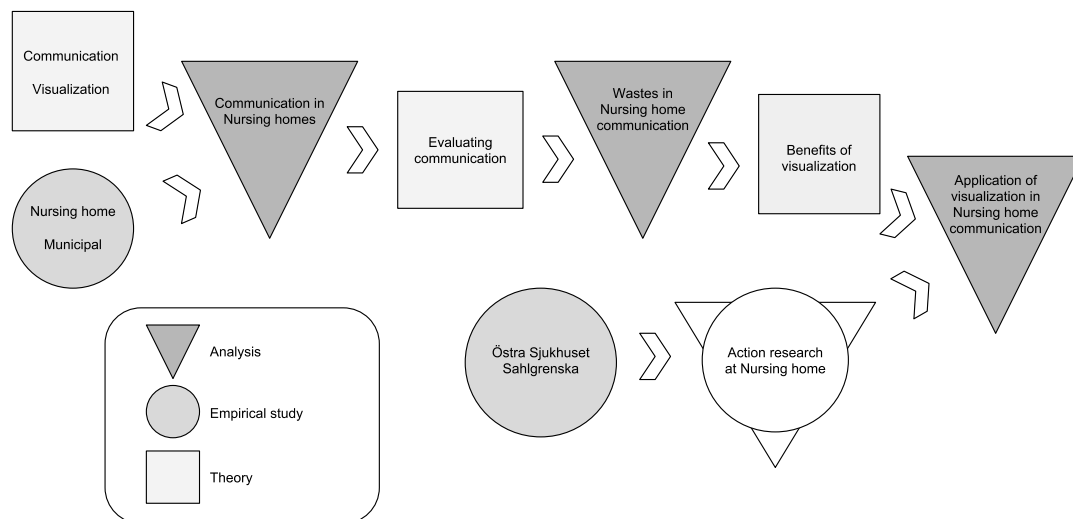 Communication
Visualization
Communication in
Nursing homes
Evaluating
communication
Wastes in
Nursing home
communication
Benefits of
visualization
Application of
visualization in
Nursing home
communication
Nursing home
Municipal
Östra Sjukhuset
Sahlgrenska
Action research
at Nursing home
Analysis
Empirical study
Theory